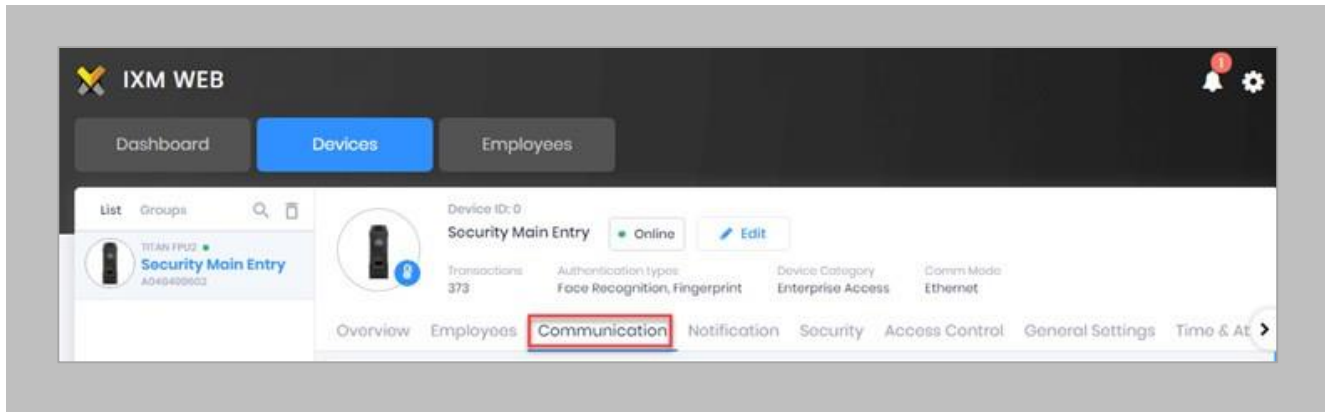 IXM WEB
1
Dashboard Devices Employees
List Groups
TITAN FPU2
Security Main Entry
A040400602
Device ID: 0
Security Main Entry Online Edit
Transactions Authentication types Device Category Comm Mode
373 Face Recognition, Fingerprint Enterprise Access Ethernet
Overview Employees Communication Notification Security Access Control General Settings Time & At